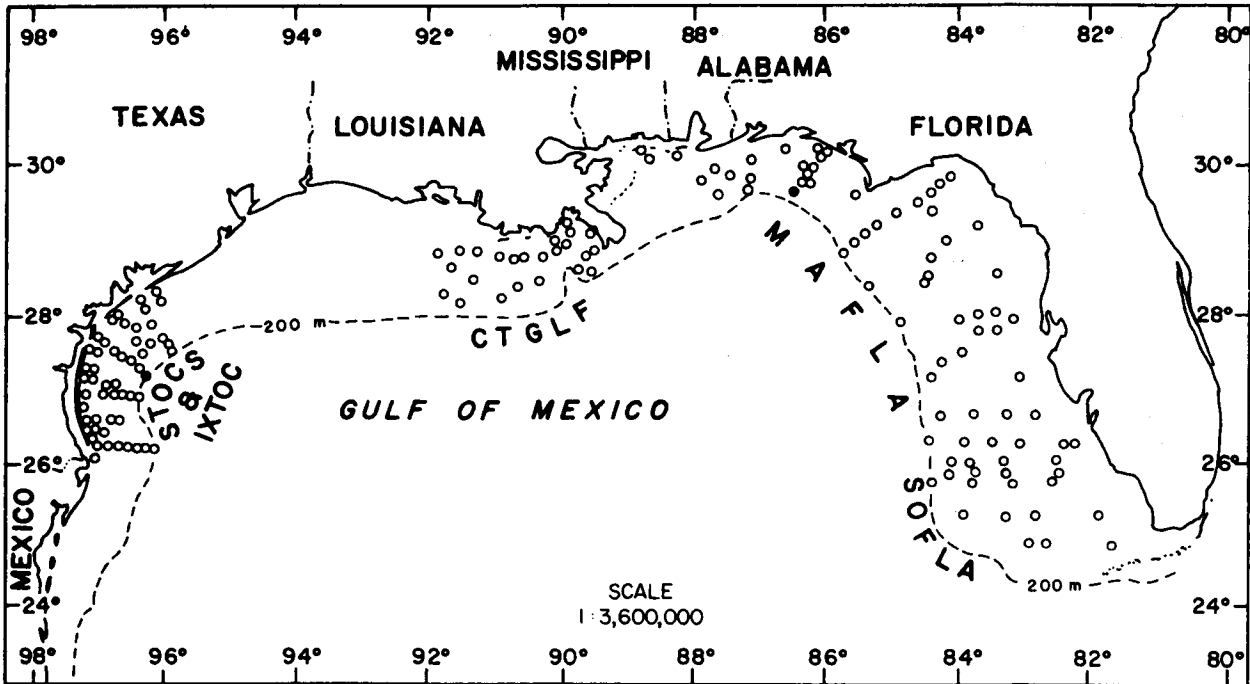 98° 96° 94° 92° 90° 88° 86° 84° 82° 80°
MISSISSIPPI
ALABAMA
TEXAS
LOUISIANA
FLORIDA
30° 30°
MAFLA
28° 28°
200 m
CTGLF
STOCS
&
IXTOC
GULF OF MEXICO
26° 26°
SOFLA
MEXICO
200 m
SCALE
1:3,600,000
24° 24°
98° 96° 94° 92° 90° 88° 86° 84° 82° 80°